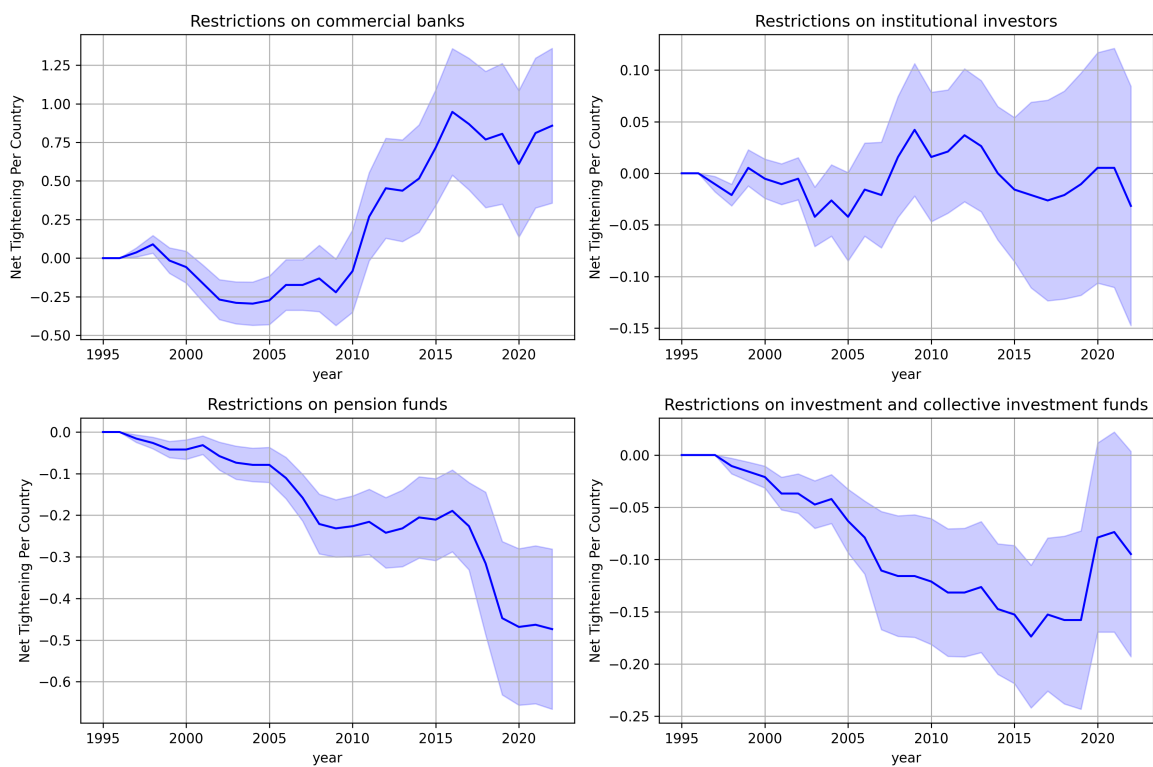 Restrictions on commercial banks
Net Tightening Per Country
1.25
1.00
0.75
0.50
0.25
0.00
−0.25
−0.50
1995 2000 2005 2010 2015 2020
year
Restrictions on institutional investors
Net Tightening Per Country
0.10
0.05
0.00
−0.05
−0.10
−0.15
1995 2000 2005 2010 2015 2020
year
Restrictions on pension funds
Net Tightening Per Country
0.0
−0.1
−0.2
−0.3
−0.4
−0.5
−0.6
1995 2000 2005 2010 2015 2020
year
Restrictions on investment and collective investment funds
Net Tightening Per Country
0.00
−0.05
−0.10
−0.15
−0.20
−0.25
1995 2000 2005 2010 2015 2020
year